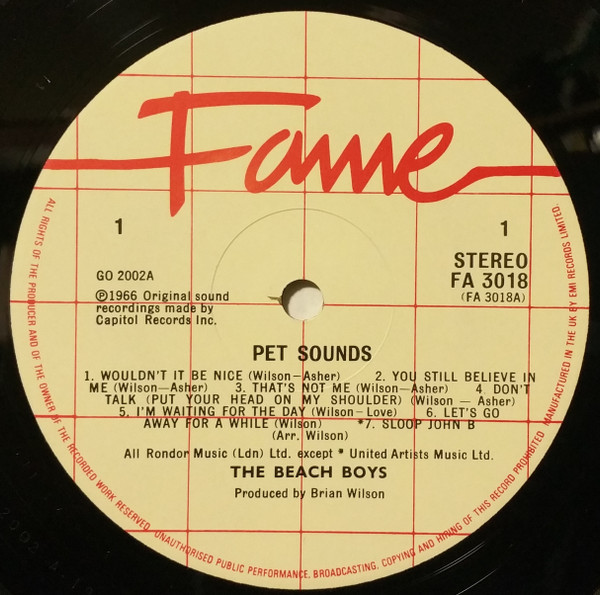 Fame
1
1
GO 2002A
STEREO
FA 3018
(FA 3018A)
℗1966 Original sound
recordings made by
Capitol Records Inc.
PET SOUNDS
1. WOULDN'T IT BE NICE (Wilson—Asher) 2. YOU STILL BELIEVE IN
ME (Wilson—Asher) 3. THAT'S NOT ME (Wilson—Asher) 4. DON'T
TALK (PUT YOUR HEAD ON MY SHOULDER) (Wilson — Asher)
5. I'M WAITING FOR THE DAY (Wilson-Love) 6. LET'S GO
AWAY FOR A WHILE (Wilson) *7. SLOOP JOHN B
(Arr. Wilson)
All Rondor Music (Ldn) Ltd. except * United Artists Music Ltd.
THE BEACH BOYS
Produced by Brian Wilson
ALL RIGHTS OF THE PRODUCER AND OF THE OWNER OF THE RECORDED WORK RESERVED. UNAUTHORISED PUBLIC PERFORMANCE, BROADCASTING, COPYING AND HIRING OF THIS RECORD PROHIBITED. MANUFACTURED IN THE UK BY EMI RECORDS LIMITED.